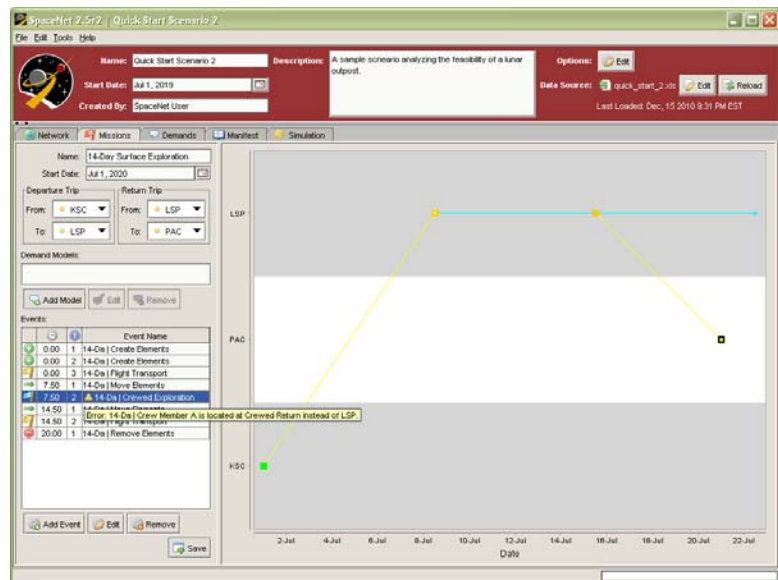 SpaceNet 2.5r2 | Quick Start Scenario 2
File Edit Tools Help
Name: Quick Start Scenario 2
Start Date: Jul 1, 2019
Created By: SpaceNet User
Description: A sample scneario analyzing the feasibility of a lunar
outpost.
Options: Edit
Data Source: quick_start_2.xls Edit Reload
Last Loaded: Dec, 15 2010 9:31 PM EST
Network Missions Demands Manifest Simulation
Name: 14-Day Surface Exploration
Start Date: Jul 1, 2020
Departure Trip Return Trip
From: KSC From: LSP
To: LSP To: PAC
Demand Models:
Add Model Edit Remove
Events:
Event Name
0.00 1 14-Da | Create Elements
0.00 2 14-Da | Create Elements
0.00 3 14-Da | Flight Transport
7.50 1 14-Da | Move Elements
7.50 2 14-Da | Crewed Exploration
14.50 1 14-Da | Move Elements
Error: 14-Da | Crew Member A is located at Crewed Return instead of LSP.
14.50 2 14-Da | Flight Transport
20.00 1 14-Da | Remove Elements
Add Event Edit Remove
Save
LSP
PAC
KSC
2-Jul 4-Jul 6-Jul 8-Jul 10-Jul 12-Jul 14-Jul 16-Jul 18-Jul 20-Jul 22-Jul
Date